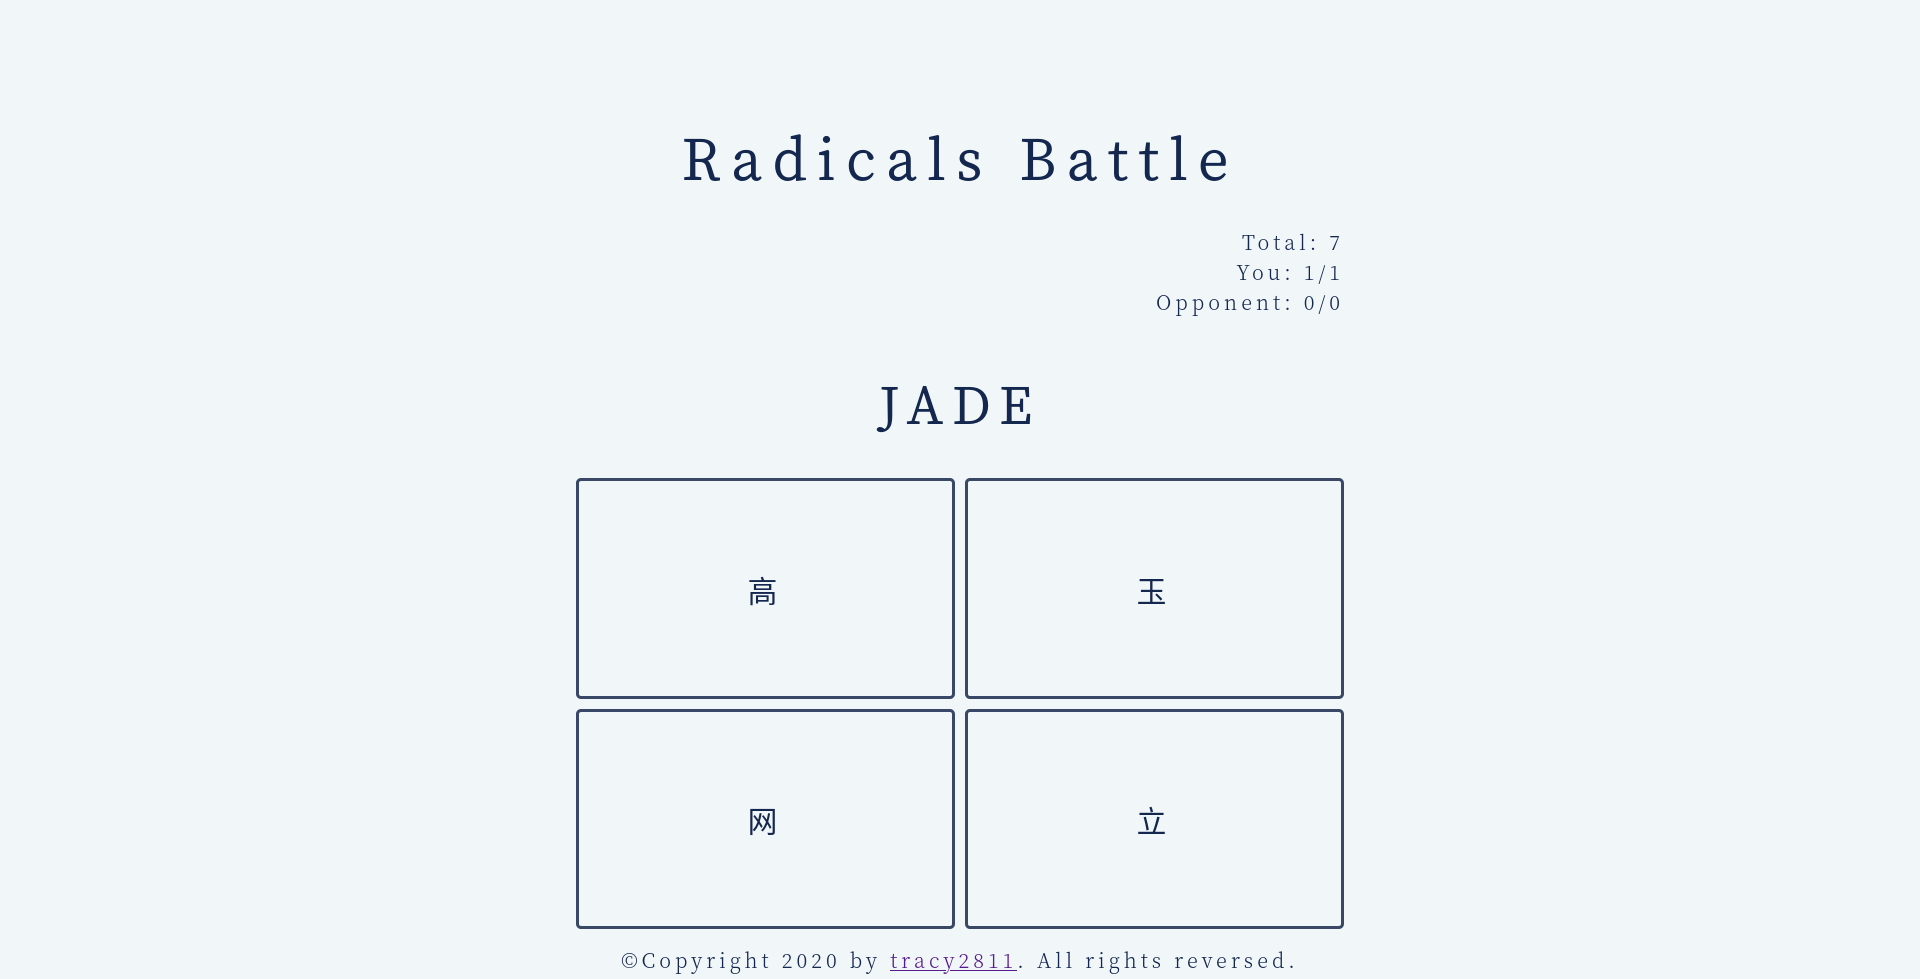 Radicals Battle
Total: 7
You: 1/1
Opponent: 0/0
JADE
高
玉
网
立
©Copyright 2020 by tracy2811. All rights reversed.